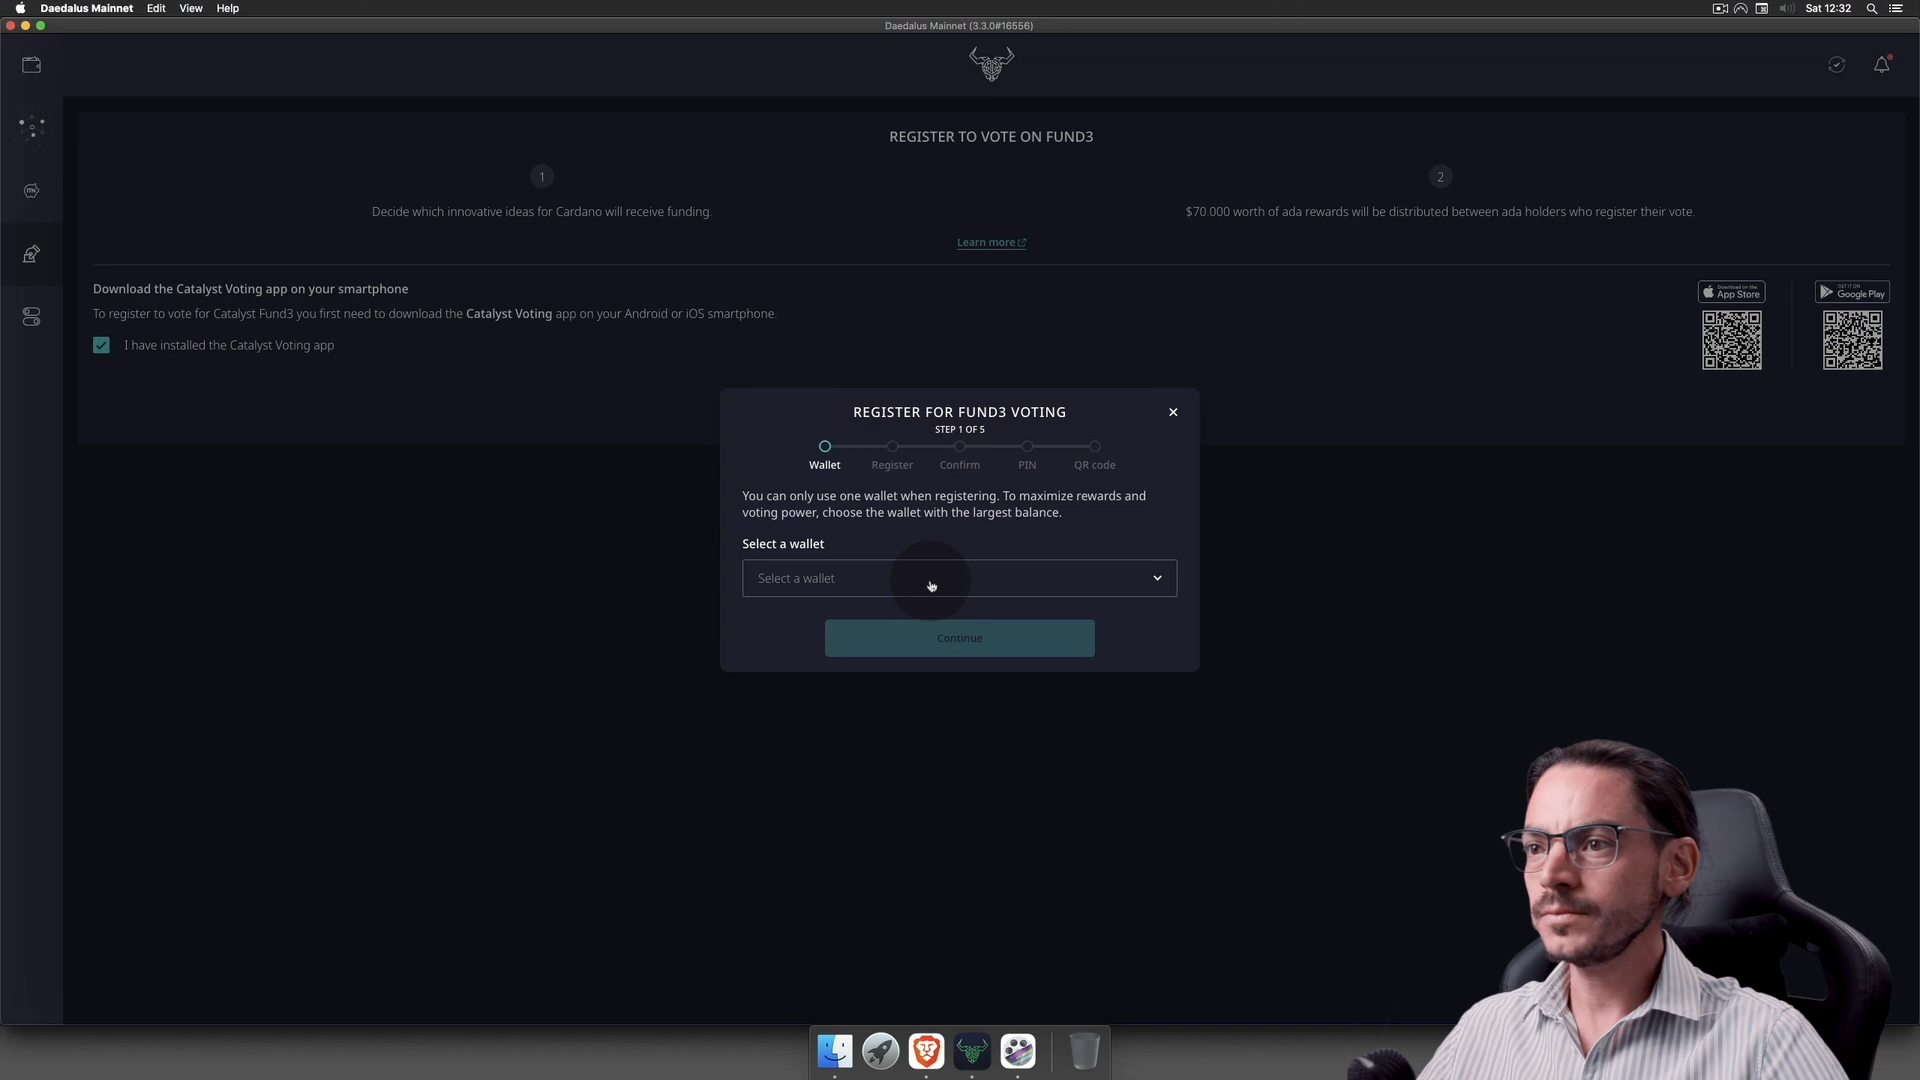 Daedalus Mainnet Edit View Help
Sat 12:32
Daedalus Mainnet (3.3.0#16556)
REGISTER TO VOTE ON FUND3
1
2
Decide which innovative ideas for Cardano will receive funding.
$70.000 worth of ada rewards will be distributed between ada holders who register their vote.
Learn more
Download the Catalyst Voting app on your smartphone
To register to vote for Catalyst Fund3 you first need to download the Catalyst Voting app on your Android or iOS smartphone.
I have installed the Catalyst Voting app
Download on the
App Store
GET IT ON
Google Play
REGISTER FOR FUND3 VOTING
STEP 1 OF 5
Wallet Register Confirm PIN QR code
You can only use one wallet when registering. To maximize rewards and
voting power, choose the wallet with the largest balance.
Select a wallet
Select a wallet
Continue